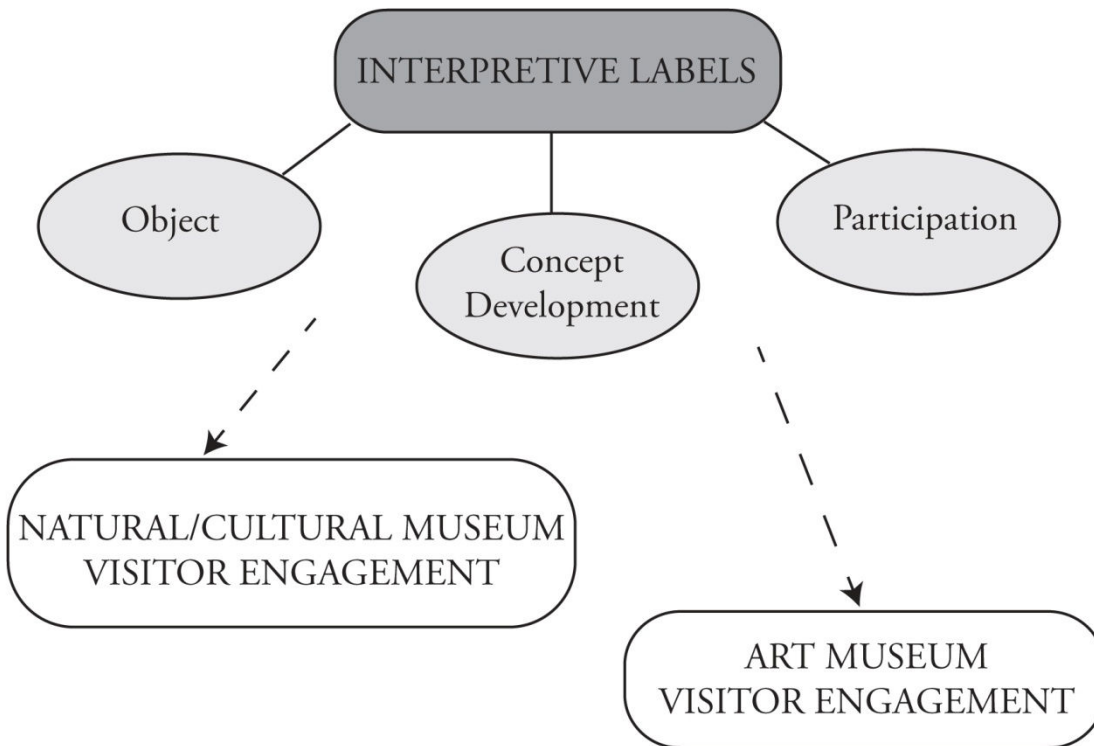 INTERPRETIVE LABELS
Object
Concept
Development
Participation
NATURAL/CULTURAL MUSEUM
VISITOR ENGAGEMENT
ART MUSEUM
VISITOR ENGAGEMENT